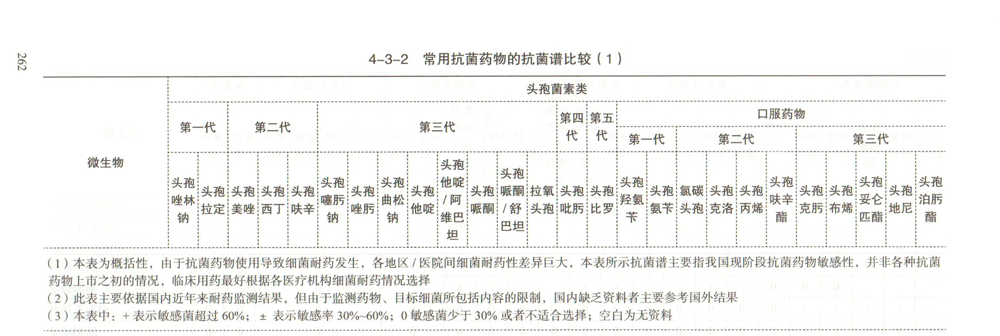 262
4-3-2 常用抗菌药物的抗菌谱比较（1）
微生物
头孢菌素类
第一代
第二代
第三代
第四代
第五代
口服药物
第一代
第二代
第三代
头孢唑林钠
头孢拉定
头孢美唑
头孢西丁
头孢呋辛
头孢噻肟钠
头孢唑肟
头孢曲松钠
头孢他啶
头孢他啶/阿维巴坦
头孢哌酮
头孢哌酮/舒巴坦
拉氧头孢
头孢吡肟
头孢比罗
头孢羟氨苄
头孢氨苄
氯碳头孢
头孢克洛
头孢丙烯
头孢呋辛酯
头孢克肟
头孢布烯
头孢妥仑匹酯
头孢地尼
头孢泊肟酯
（1）本表为概括性，由于抗菌药物使用导致细菌耐药发生，各地区/医院间细菌耐药性差异巨大，本表所示抗菌谱主要指我国现阶段抗菌药物敏感性，并非各种抗菌
药物上市之初的情况，临床用药最好根据各医疗机构细菌耐药情况选择
（2）此表主要依据国内近年来耐药监测结果，但由于监测药物、目标细菌所包括内容的限制，国内缺乏资料者主要参考国外结果
（3）本表中：+ 表示敏感菌超过 60%；± 表示敏感率 30%~60%；0 敏感菌少于 30% 或者不适合选择；空白为无资料